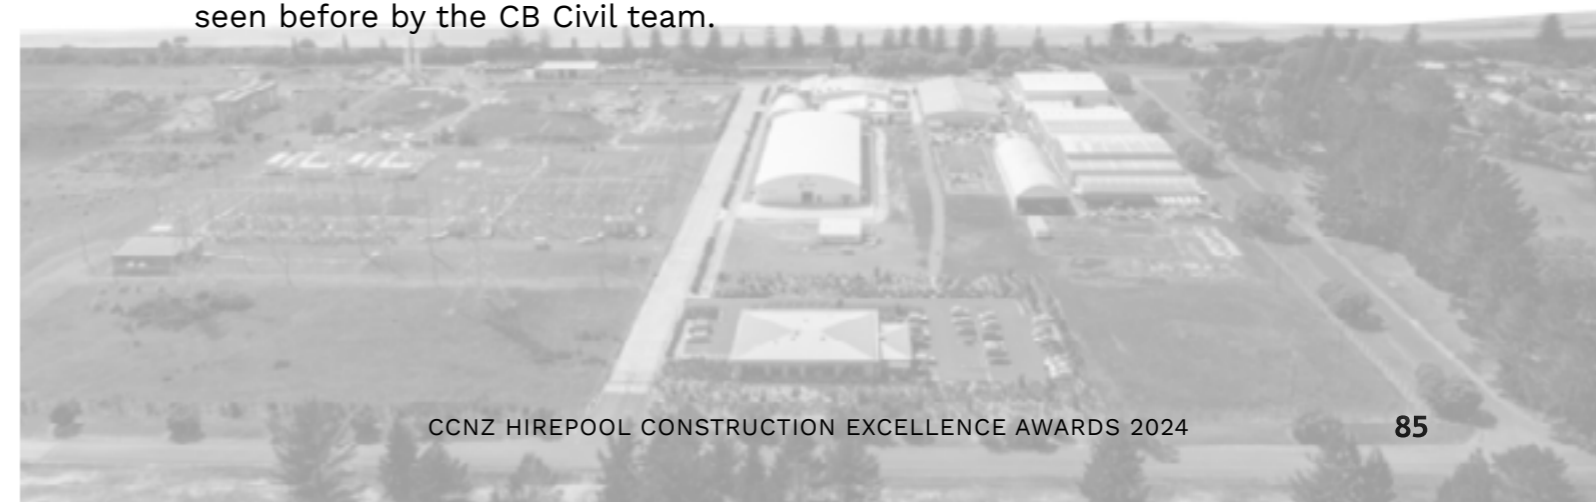 seen before by the CB Civil team.
CCNZ HIREPOOL CONSTRUCTION EXCELLENCE AWARDS 2024
85